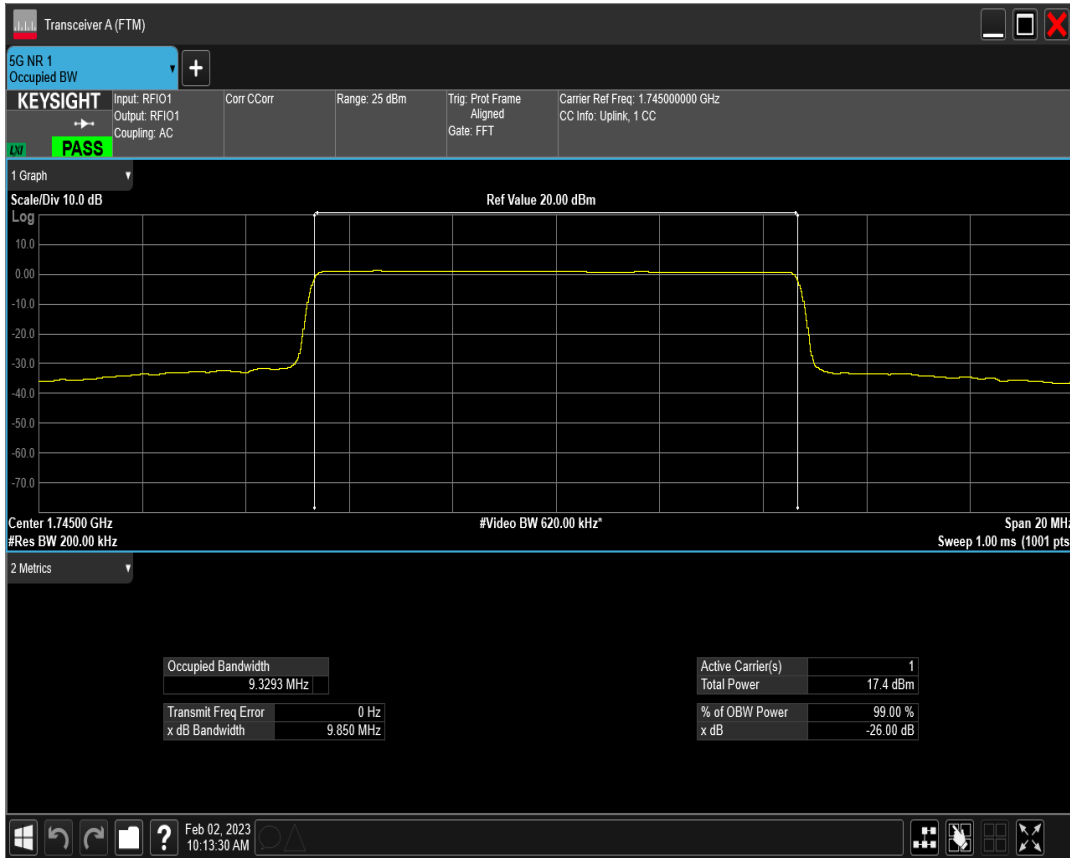 Transceiver A (FTM)
5G NR 1
Occupied BW
+
KEYSIGHT
LXI
PASS
Input: RFIO1
Output: RFIO1
Coupling: AC
Corr CCorr
Range: 25 dBm
Trig: Prot Frame
Aligned
Gate: FFT
Carrier Ref Freq: 1.745000000 GHz
CC Info: Uplink, 1 CC
1 Graph
Scale/Div 10.0 dB
Ref Value 20.00 dBm
Log
10.0
0.00
-10.0
-20.0
-30.0
-40.0
-50.0
-60.0
-70.0
Center 1.74500 GHz
#Video BW 620.00 kHz*
Span 20 MHz
#Res BW 200.00 kHz
Sweep 1.00 ms (1001 pts
2 Metrics
Occupied Bandwidth
9.3293 MHz
Transmit Freq Error 0 Hz
x dB Bandwidth 9.850 MHz
Active Carrier(s) 1
Total Power 17.4 dBm
% of OBW Power 99.00 %
x dB -26.00 dB
?
Feb 02, 2023
10:13:30 AM